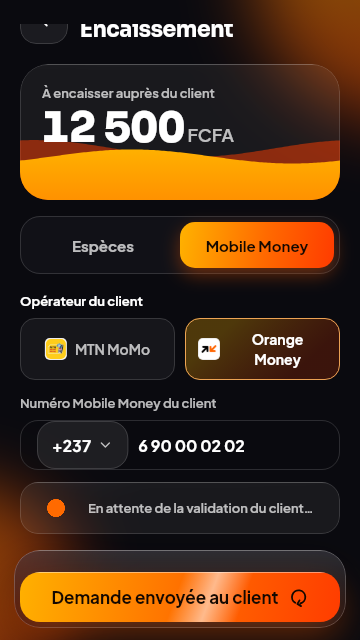 Encaissement
À encaisser auprès du client
12 500 FCFA
Espèces
Mobile Money
Opérateur du client
MTN MoMo
Orange
Money
Numéro Mobile Money du client
+237
6 90 00 02 02
En attente de la validation du client…
Demande envoyée au client